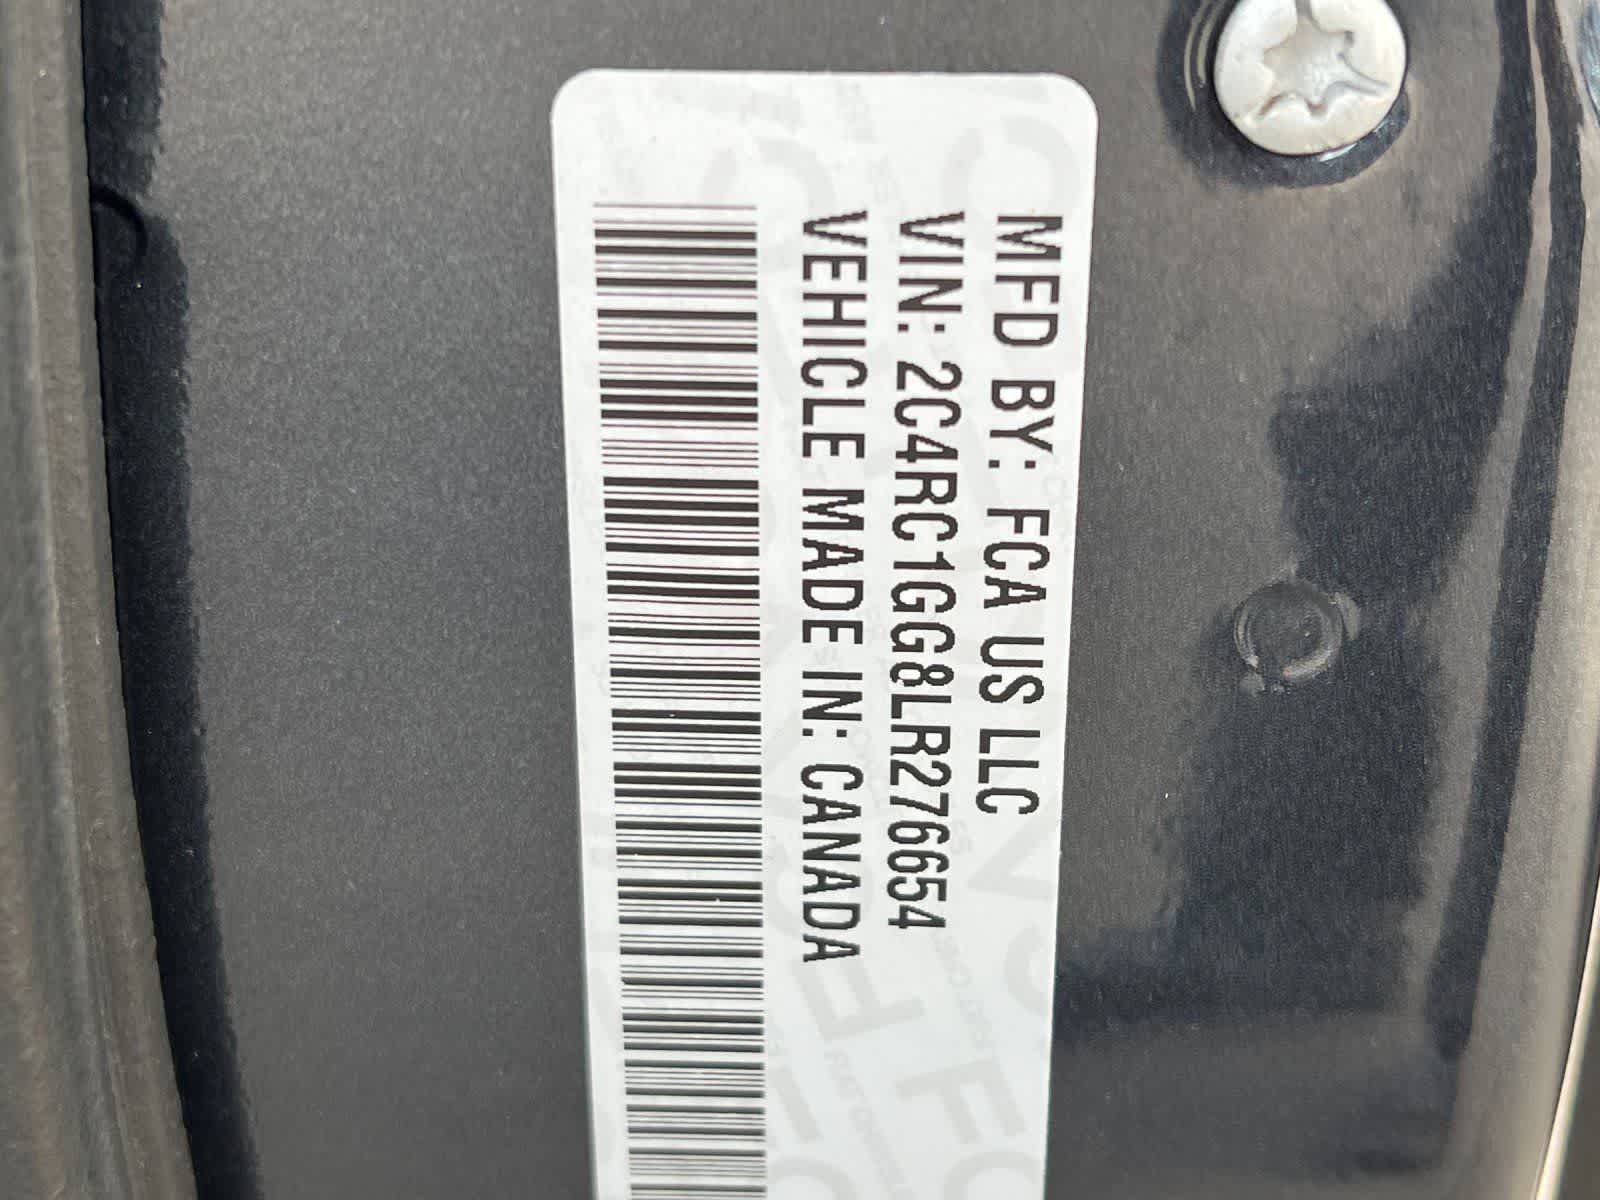 MFD BY: FCA US LLC
VIN: 2C4RC1GG8LR276654
VEHICLE MADE IN: CANADA